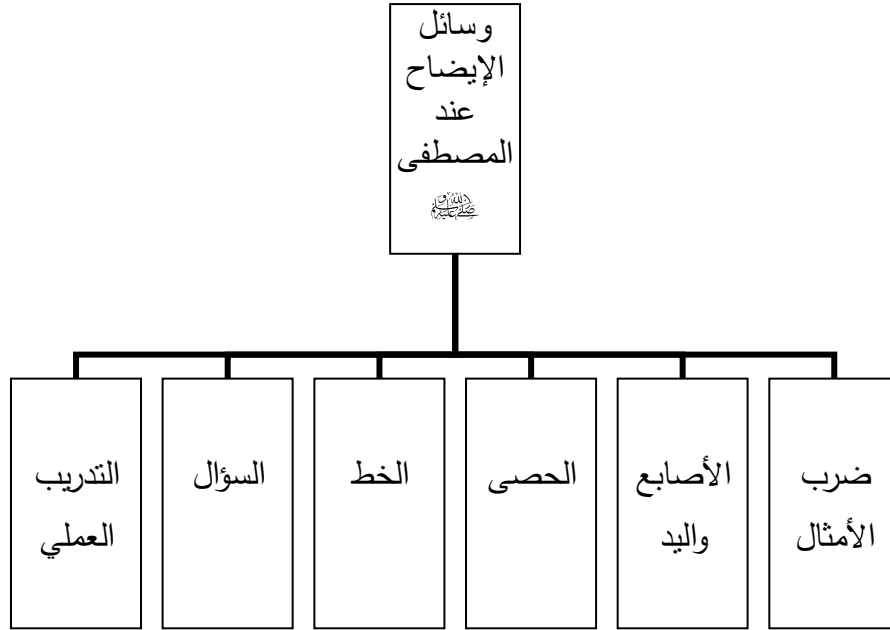 وسائل
الإيضاح
عند
المصطفى
ﷺ
ضرب
الأمثال
الأصابع
واليد
الحصى
الخط
السؤال
التدريب
العملي